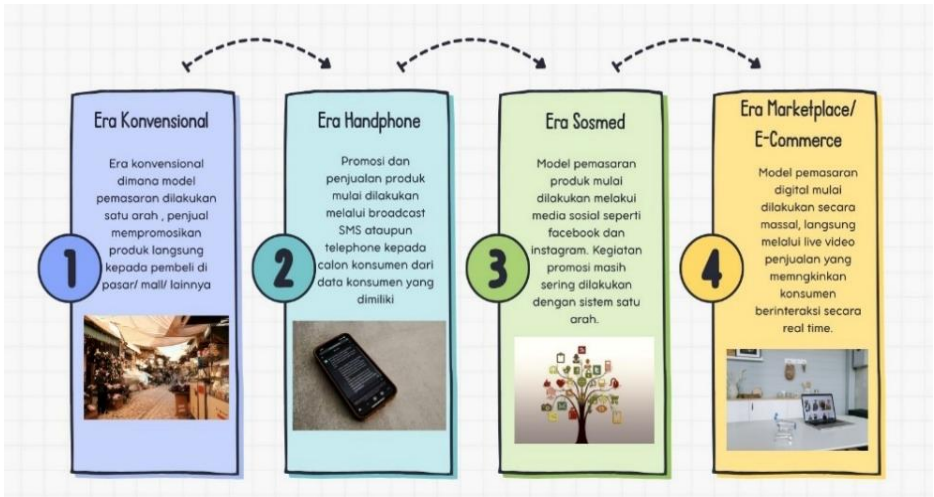 Era Konvensional
Era konvensional
dimana model
pemasaran dilakukan
satu arah , penjual
mempromosikan
produk langsung
kepada pembeli di
pasar/ mall/ lainnya
1
Era Handphone
Promosi dan
penjualan produk
mulai dilakukan
melalui broadcast
SMS ataupun
telephone kepada
calon konsumen dari
data konsumen yang
dimiliki
2
Era Sosmed
Model pemasaran
produk mulai
dilakukan melakui
media sosial seperti
facebook dan
instagram. Kegiatan
promosi masih
sering dilakukan
dengan sistem satu
arah.
3
Era Marketplace/
E-Commerce
Model pemasaran
digital mulai
dilakukan secara
massal, langsung
melalui live video
penjualan yang
memngkinkan
konsumen
berinteraksi secara
real time.
4